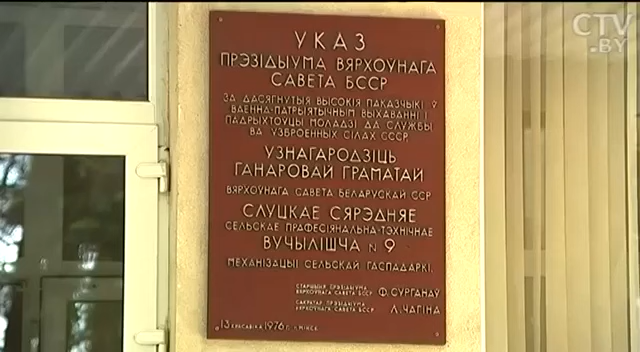 УКАЗ
ПРЭЗІДЫУМА ВЯРХОЎНАГА
САВЕТА БССР
ЗА ДАСЯГНУТЫЯ ВЫСОКІЯ ПАКАЗЧЫКІ Ў
ВАЕННА-ПАТРЫЯТЫЧНЫМ ВЫХАВАННІ І
ПАДРЫХТОЎЦЫ МОЛАДЗІ ДА СЛУЖБЫ
ВА УЗБРОЕНЫХ СІЛАХ СССР,
УЗНАГАРОДЗІЦЬ
ГАНАРОВАЙ ГРАМАТАЙ
ВЯРХОЎНАГА САВЕТА БЕЛАРУСКАЙ ССР
СЛУЦКАЕ СЯРЭДНЯЕ
СЕЛЬСКАЕ ПРАФЕСІЯНАЛЬНА-ТЭХНІЧНАЕ
ВУЧЫЛІШЧА N 9
МЕХАНІЗАЦЫІ СЕЛЬСКАЙ ГАСПАДАРКІ.
СТАРШЫНЯ ПРЭЗІДЫУМА
ВЯРХОЎНАГА САВЕТА БССР Ф. СУРГАНАЎ
САКРАТАР ПРЭЗІДЫУМА
ВЯРХОЎНАГА САВЕТА БССР Л. ЧАГІНА
13 КРАСАВІКА 1976 г. г. МІНСК
CTV
.BY